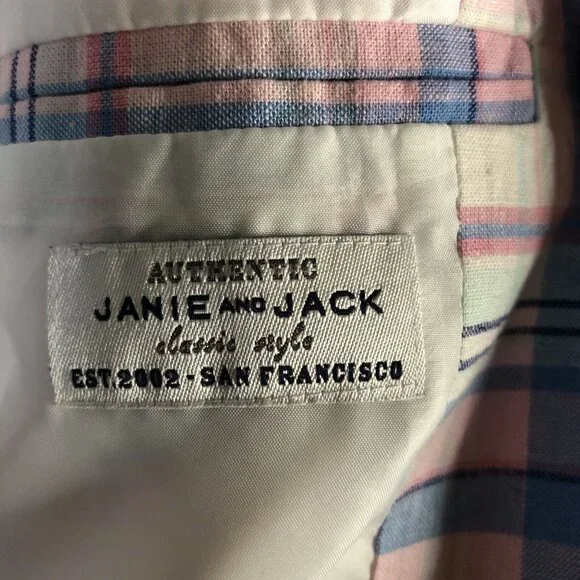 AUTHENTIC
JANIE AND JACK
classic style
EST. 2002 - SAN FRANCISCO